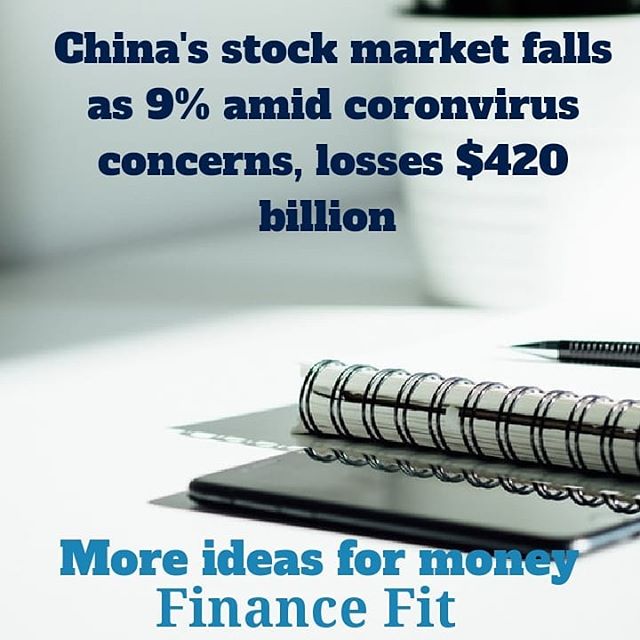 China's stock market falls
as 9% amid coronvirus
concerns, losses $420
billion
More ideas for money
Finance Fit